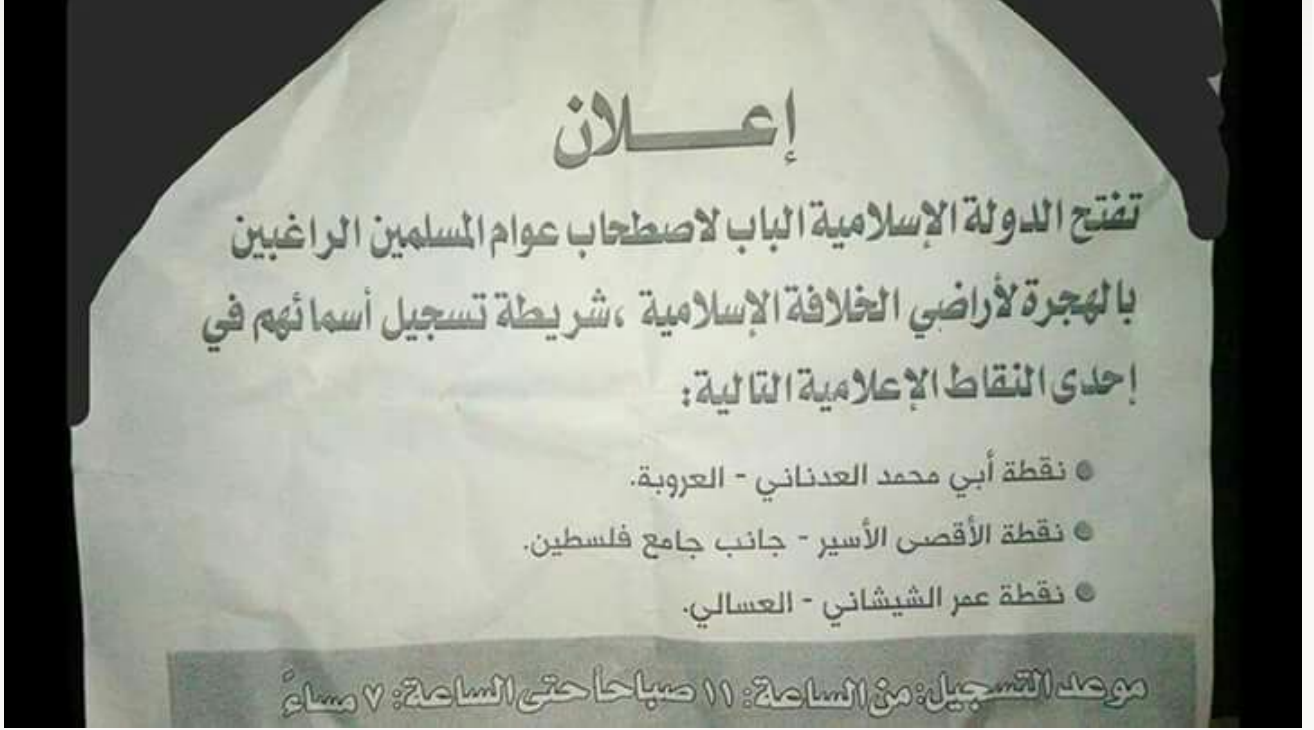 إعـــــلان
تفتح الدولة الإسلامية الباب لاصطحاب عوام المسلمين الراغبين
بالهجرة لأراضي الخلافة الإسلامية ،شريطة تسجيل أسمائهم في
إحدى النقاط الإعلامية التالية:
● نقطة أبي محمد العدناني - العروبة.
● نقطة الأقصى الأسير - جانب جامع فلسطين.
● نقطة عمر الشيشاني - العسالي.
موعد التسجيل: من الساعة: ١١ صباحاً حتى الساعة: ٧ مساءً